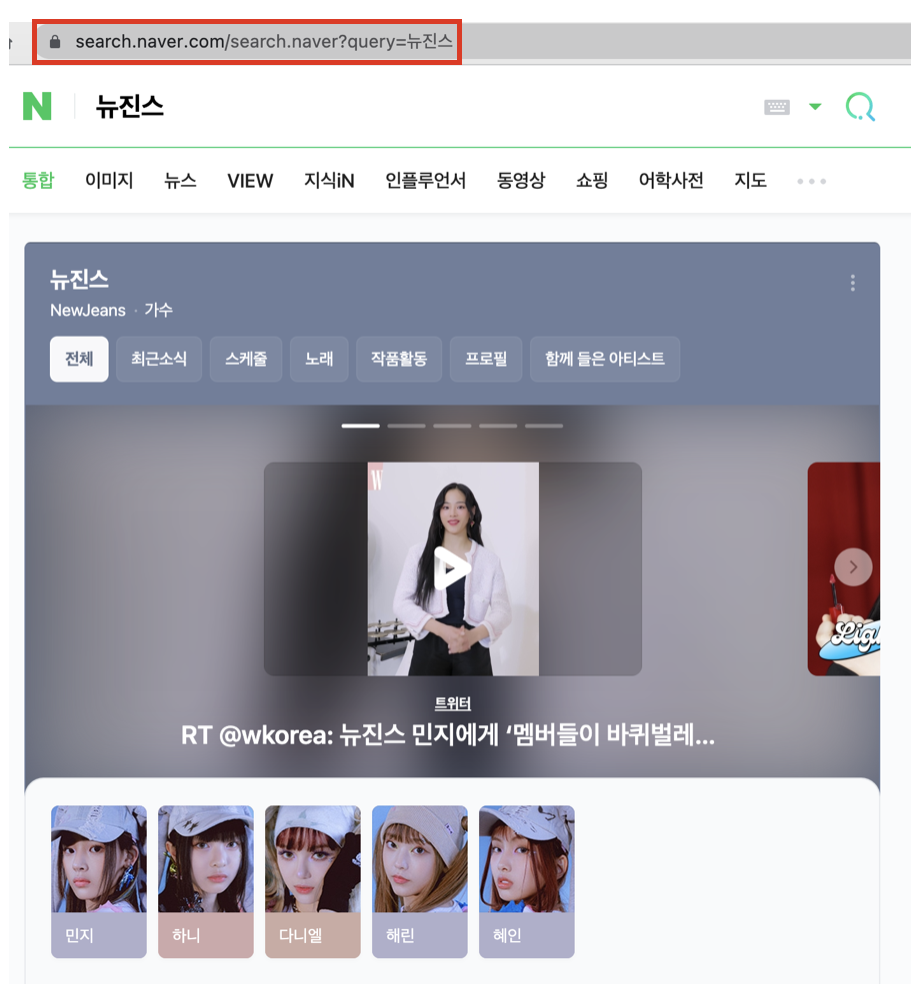 search.naver.com/search.naver?query=뉴진스
N 뉴진스
통합 이미지 뉴스 VIEW 지식iN 인플루언서 동영상 쇼핑 어학사전 지도
뉴진스
NewJeans · 가수
전체 최근소식 스케줄 노래 작품활동 프로필 함께 들은 아티스트
W
Ligh
트위터
RT @wkorea: 뉴진스 민지에게 ‘멤버들이 바퀴벌레...
민지 하니 다니엘 해린 혜인